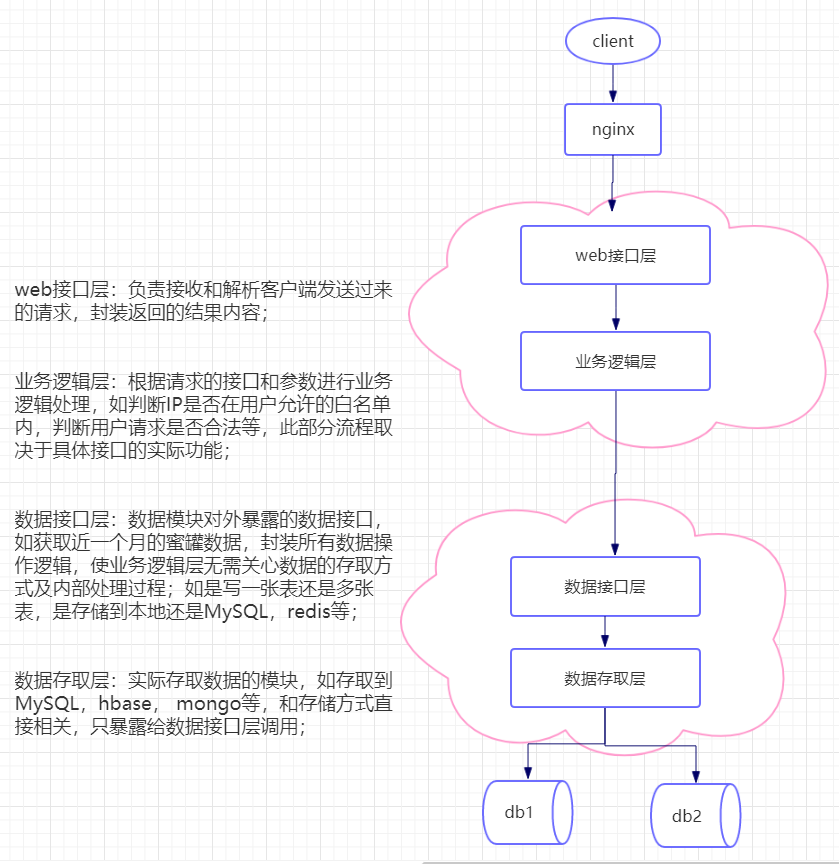 client
nginx
web接口层
业务逻辑层
数据接口层
数据存取层
db1
db2
web接口层：负责接收和解析客户端发送过来
的请求，封装返回的结果内容；
业务逻辑层：根据请求的接口和参数进行业务
逻辑处理，如判断IP是否在用户允许的白名单
内，判断用户请求是否合法等，此部分流程取
决于具体接口的实际功能；
数据接口层：数据模块对外暴露的数据接口，
如获取近一个月的蜜罐数据，封装所有数据操
作逻辑，使业务逻辑层无需关心数据的存取方
式及内部处理过程；如是写一张表还是多张
表，是存储到本地还是MySQL，redis等；
数据存取层：实际存取数据的模块，如存取到
MySQL，hbase， mongo等，和存储方式直
接相关，只暴露给数据接口层调用；